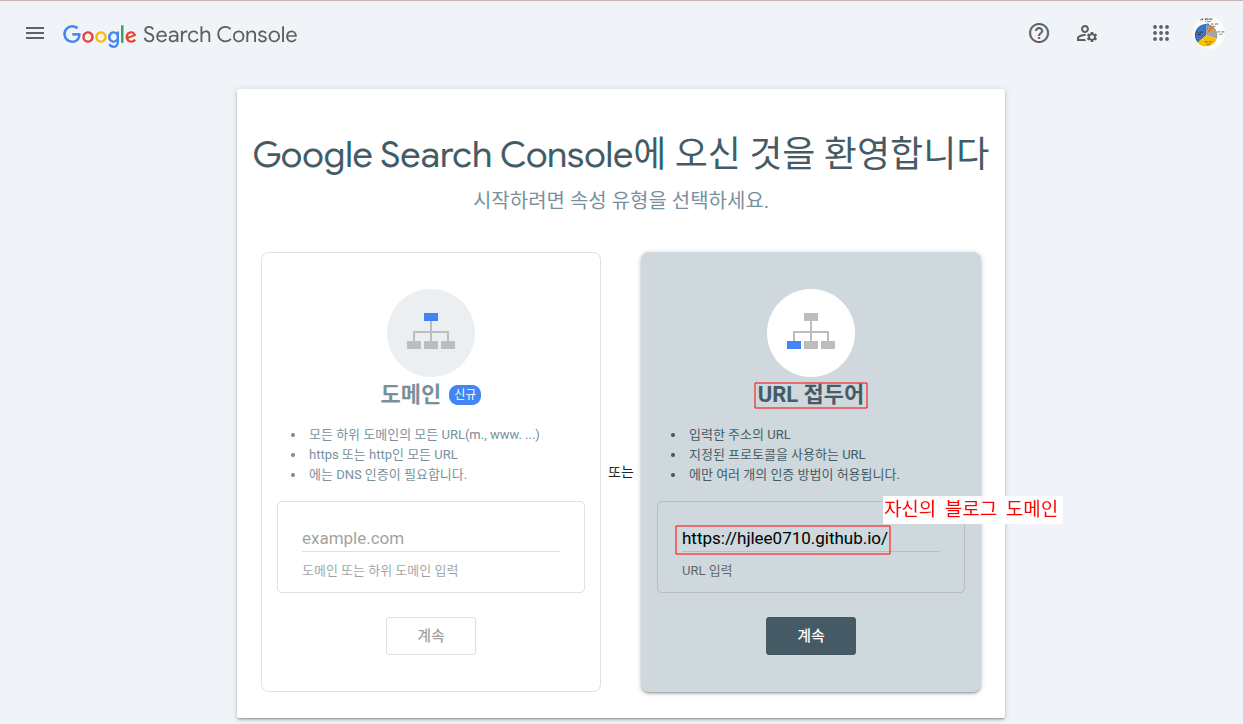 Google Search Console
Google Search Console에 오신 것을 환영합니다
시작하려면 속성 유형을 선택하세요.
도메인 신규
모든 하위 도메인의 모든 URL(m., www. ...)
https 또는 http인 모든 URL
에는 DNS 인증이 필요합니다.
example.com
도메인 또는 하위 도메인 입력
계속
또는
URL 접두어
입력한 주소의 URL
지정된 프로토콜을 사용하는 URL
에만 여러 개의 인증 방법이 허용됩니다.
자신의 블로그 도메인
https://hjlee0710.github.io/
URL 입력
계속